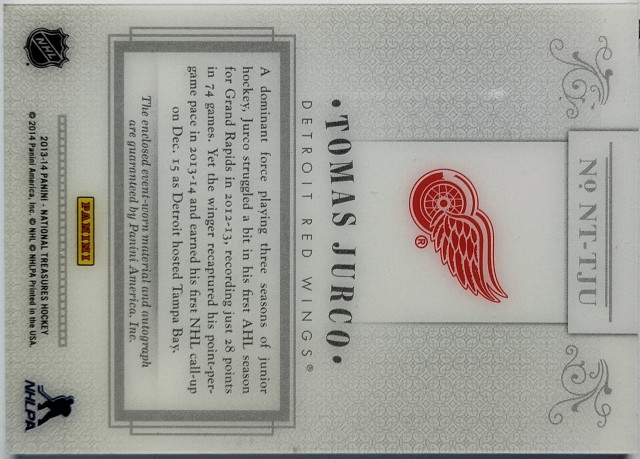 Nº NT-TJU
®
•TOMAS JURCO•
DETROIT RED WINGS®
A dominant force playing three seasons of junior
hockey, Jurco struggled a bit in his first AHL season
for Grand Rapids in 2012-13, recording just 28 points
in 74 games. Yet the winger recaptured his point-per-
game pace in 2013-14 and earned his first NHL call-up
on Dec. 15 as Detroit hosted Tampa Bay.
The enclosed event-worn material and autograph
are guaranteed by Panini America, Inc.
PANINI
NHL
2013-14 PANINI - NATIONAL TREASURES HOCKEY
© 2014 Panini America, Inc. © NHL © NHLPA Printed in the USA.
NHLPA